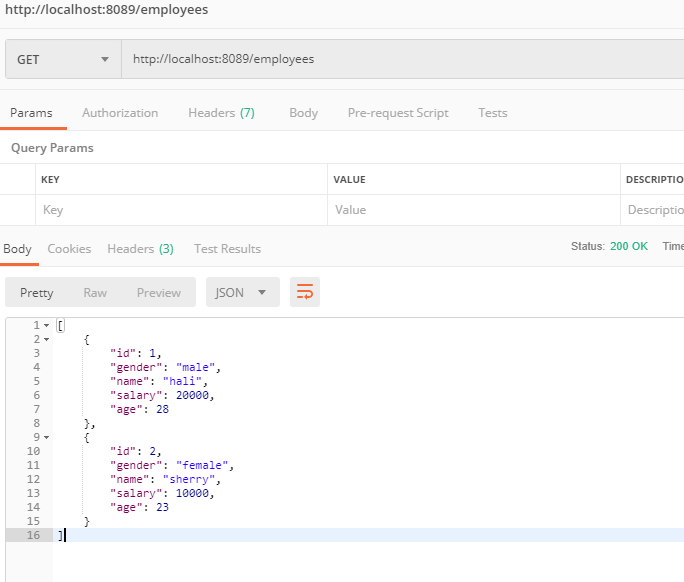 http://localhost:8089/employees
GET http://localhost:8089/employees
Params Authorization Headers (7) Body Pre-request Script Tests
Query Params
KEY VALUE DESCRIPTIO
Key Value Descriptio
Body Cookies Headers (3) Test Results Status: 200 OK Time
Pretty Raw Preview JSON
1 [
2 {
3 "id": 1,
4 "gender": "male",
5 "name": "hali",
6 "salary": 20000,
7 "age": 28
8 },
9 {
10 "id": 2,
11 "gender": "female",
12 "name": "sherry",
13 "salary": 10000,
14 "age": 23
15 }
16 ]